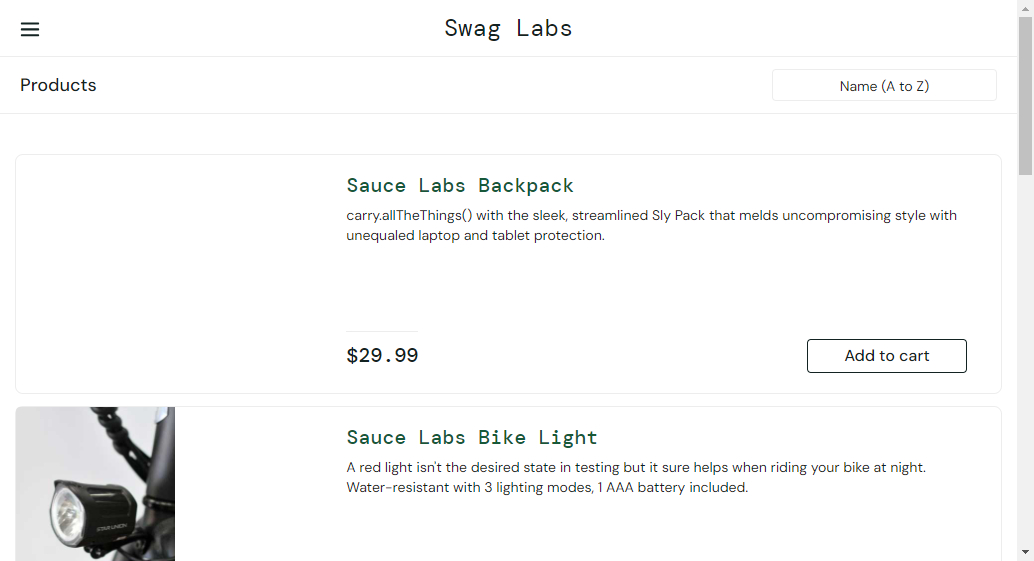 Swag Labs
Products
Name (A to Z)
Sauce Labs Backpack
carry.allTheThings() with the sleek, streamlined Sly Pack that melds uncompromising style with
unequaled laptop and tablet protection.
$29.99
Add to cart
Sauce Labs Bike Light
A red light isn't the desired state in testing but it sure helps when riding your bike at night.
Water-resistant with 3 lighting modes, 1 AAA battery included.